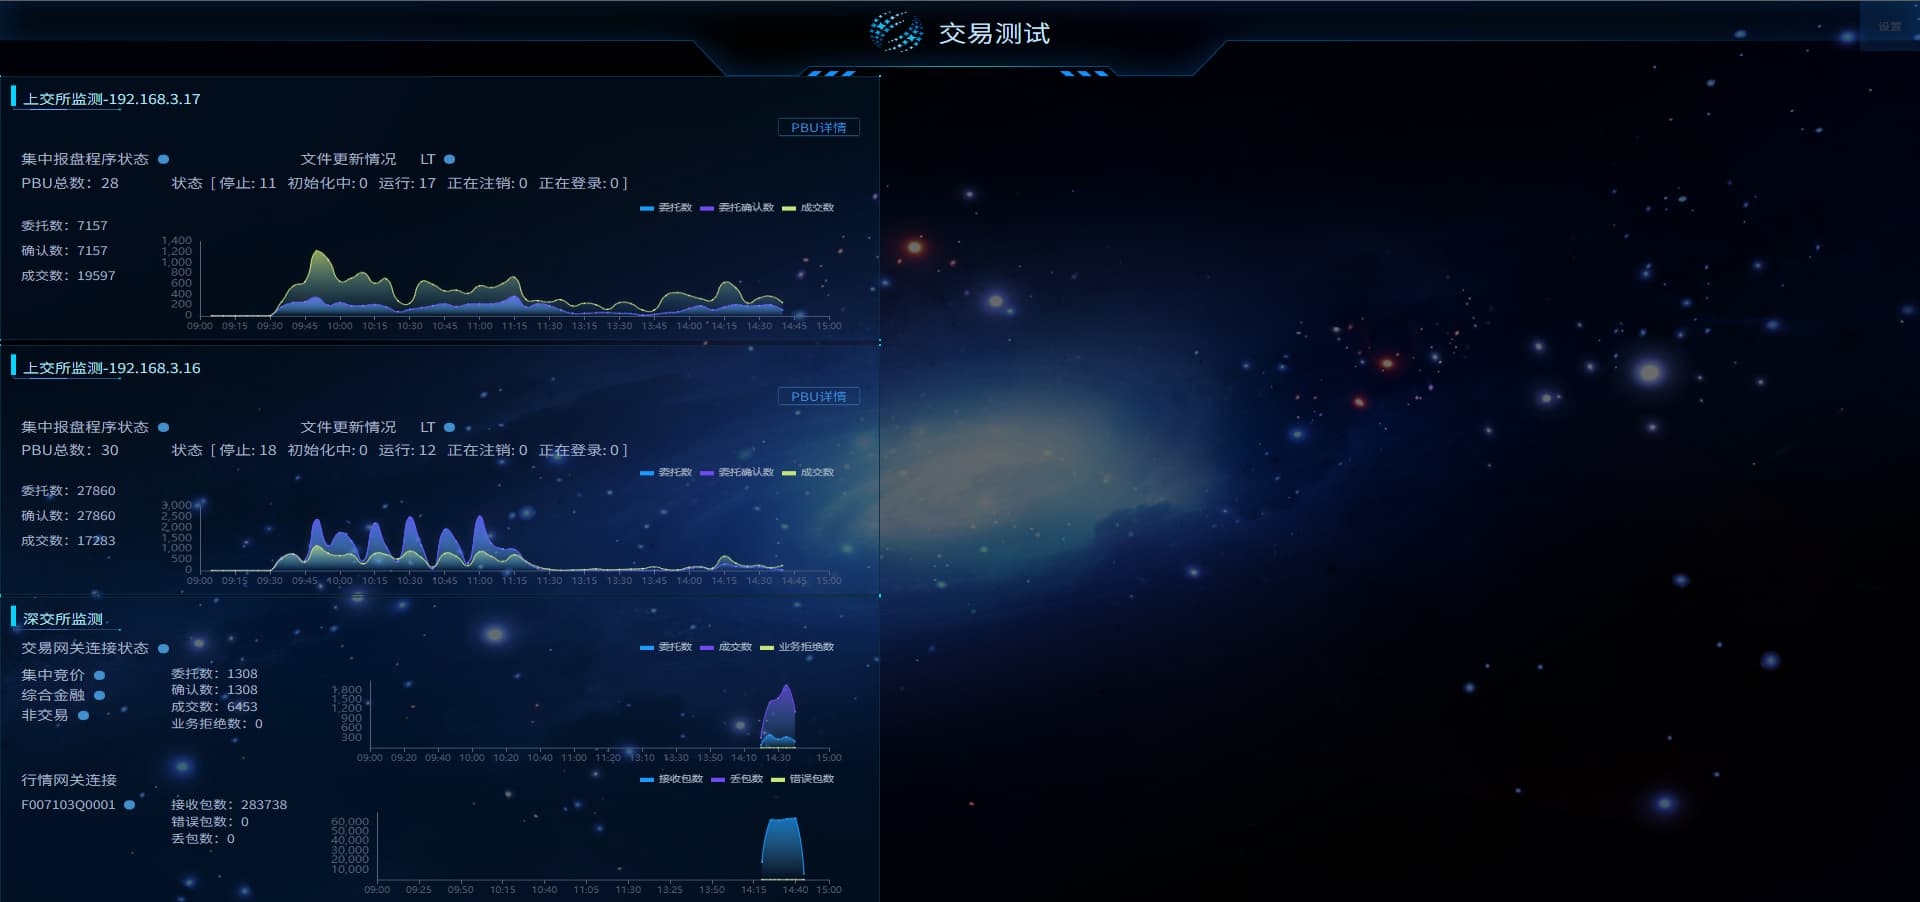 交易测试
设置
上交所监测-192.168.3.17
PBU详情
集中报盘程序状态 文件更新情况 LT
PBU总数：28 状态 [ 停止: 11 初始化中: 0 运行: 17 正在注销: 0 正在登录: 0 ]
委托数 委托确认数 成交数
委托数：7157
确认数：7157
成交数：19597
1,400
1,200
1,000
800
600
400
200
0
09:00 09:15 09:30 09:45 10:00 10:15 10:30 10:45 11:00 11:15 11:30 13:15 13:30 13:45 14:00 14:15 14:30 14:45 15:00
上交所监测-192.168.3.16
PBU详情
集中报盘程序状态 文件更新情况 LT
PBU总数：30 状态 [ 停止: 18 初始化中: 0 运行: 12 正在注销: 0 正在登录: 0 ]
委托数 委托确认数 成交数
委托数：27860
确认数：27860
成交数：17283
3,000
2,500
2,000
1,500
1,000
500
0
09:00 09:15 09:30 09:45 10:00 10:15 10:30 10:45 11:00 11:15 11:30 13:15 13:30 13:45 14:00 14:15 14:30 14:45 15:00
深交所监测
交易网关连接状态
委托数 成交数 业务拒绝数
集中竞价
综合金融
非交易
委托数：1308
确认数：1308
成交数：6453
业务拒绝数：0
1,800
1,500
1,200
900
600
300
09:00 09:20 09:40 10:00 10:20 10:40 11:00 11:20 13:10 13:30 13:50 14:10 14:30 15:00
行情网关连接
接收包数 丢包数 错误包数
F007103Q0001
接收包数：283738
错误包数：0
丢包数：0
60,000
50,000
40,000
30,000
20,000
10,000
09:00 09:25 09:50 10:15 10:40 11:05 11:30 13:25 13:50 14:15 14:40 15:00